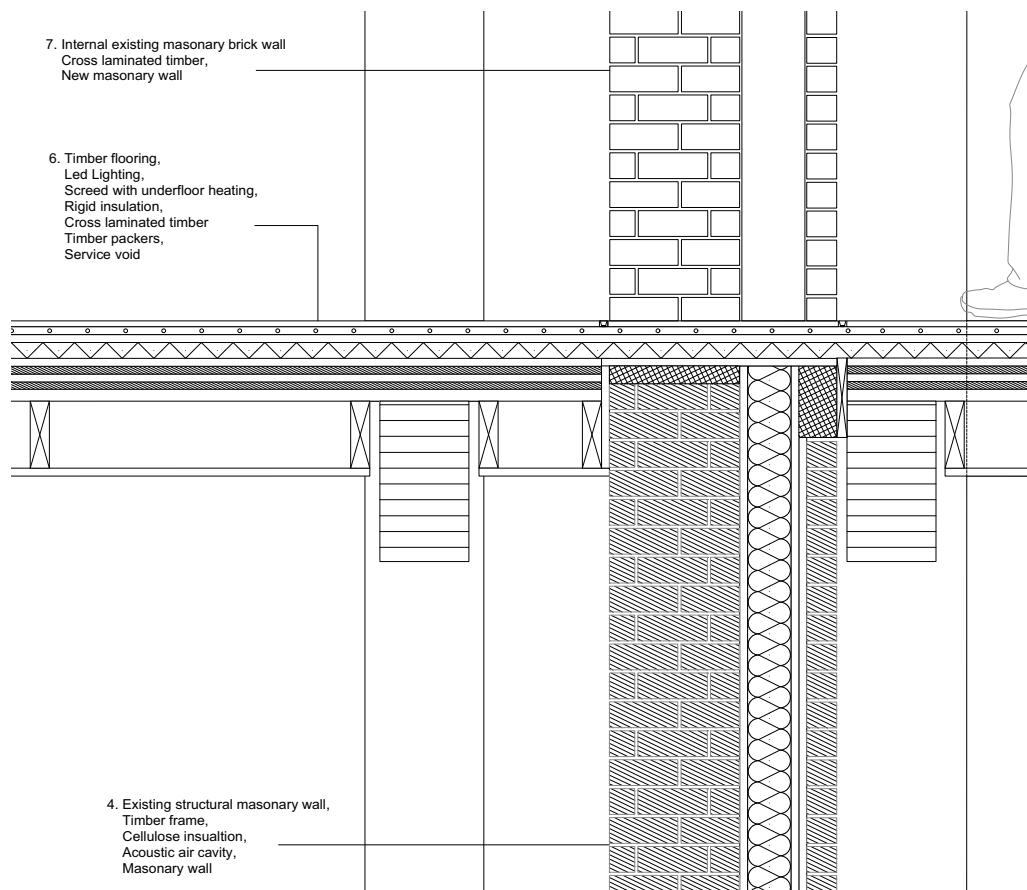 7. Internal existing masonary brick wall
Cross laminated timber,
New masonary wall
6. Timber flooring,
Led Lighting,
Screed with underfloor heating,
Rigid insulation,
Cross laminated timber
Timber packers,
Service void
4. Existing structural masonary wall,
Timber frame,
Cellulose insualtion,
Acoustic air cavity,
Masonary wall